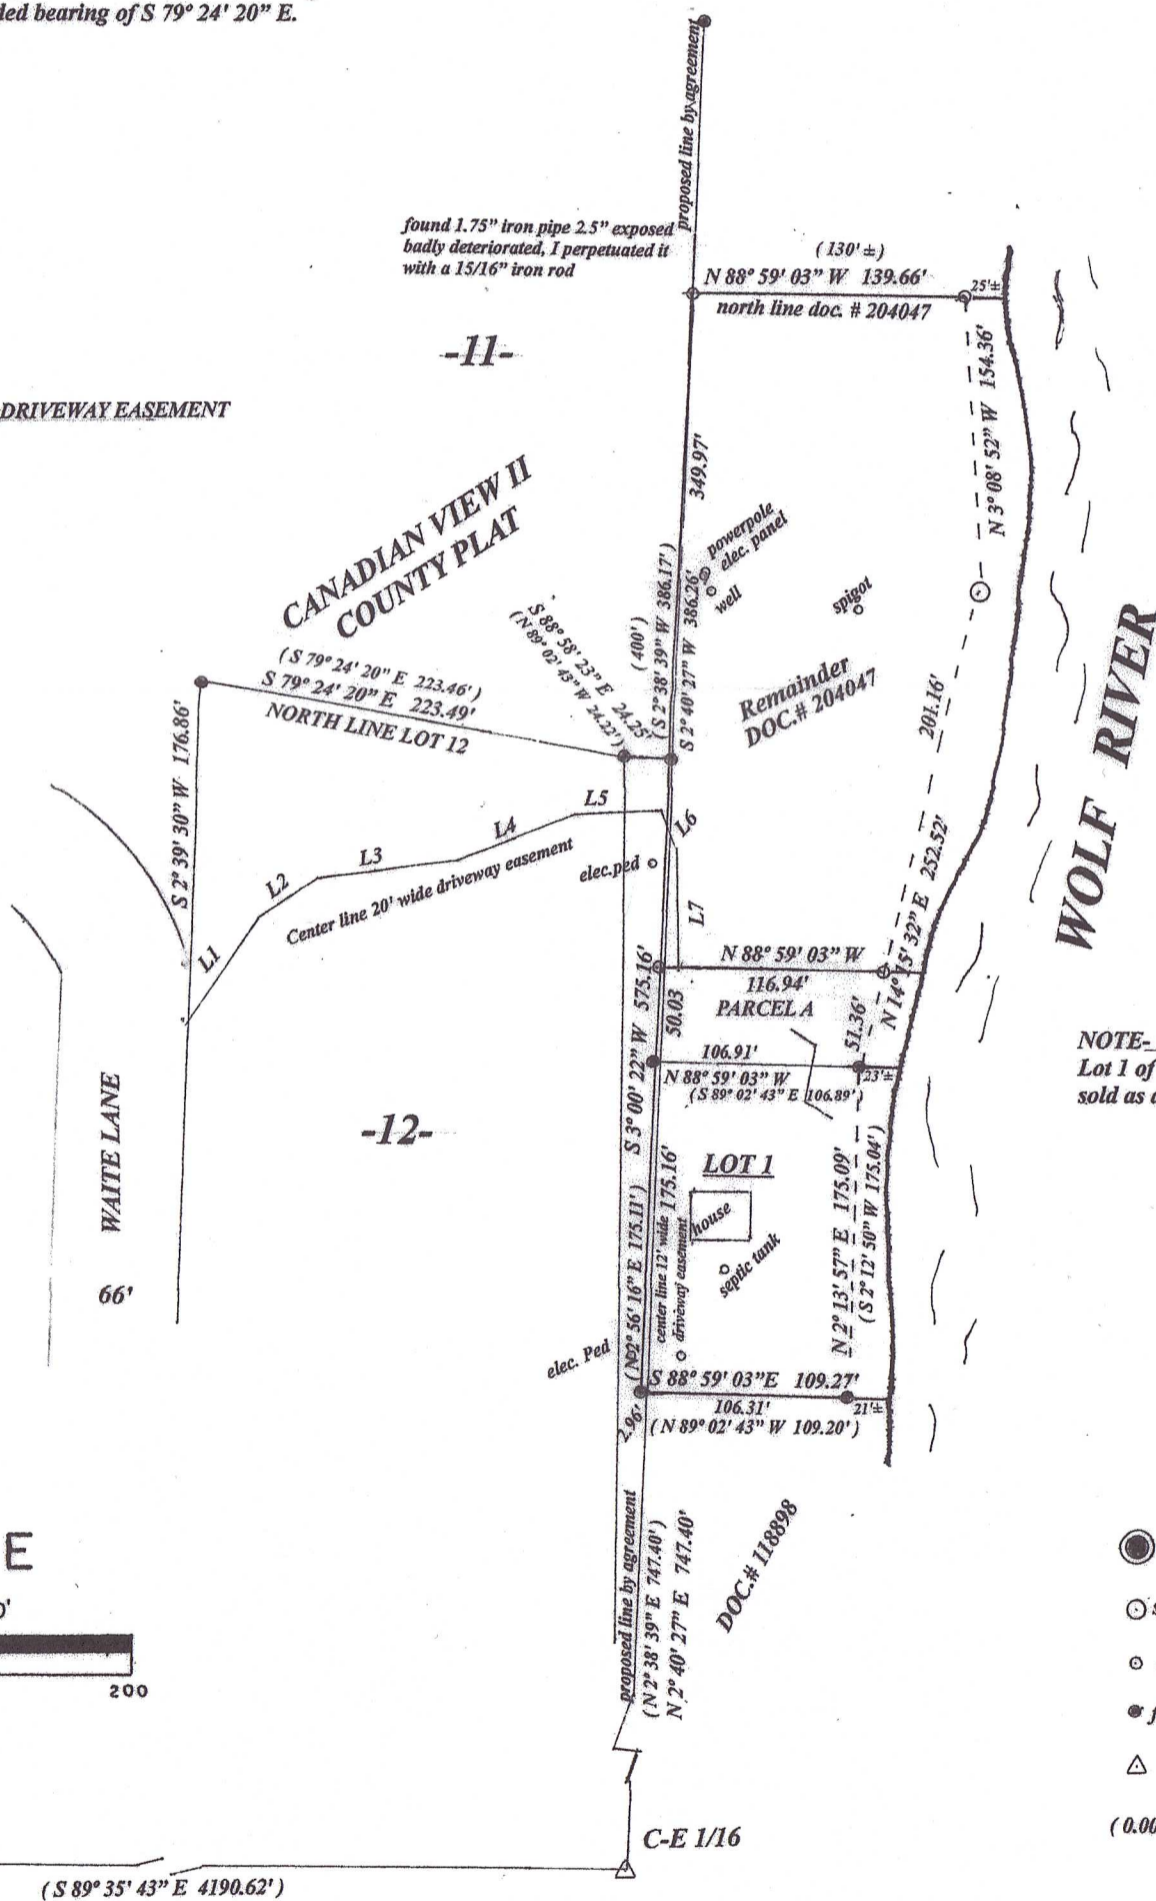 ded bearing of S 79° 24' 20" E.
proposed line by agreement
found 1.75" iron pipe 2.5" exposed
badly deteriorated, I perpetuated it
with a 15/16" iron rod
( 130' ± )
N 88° 59' 03" W 139.66'
25'±
north line doc. # 204047
-11-
N 3° 08' 52" W 154.36'
DRIVEWAY EASEMENT
349.97'
CANADIAN VIEW II
COUNTY PLAT
powerpole
elec. panel
well
spigot
( 400' )
( S 2° 38' 39" W 386.17' )
S 2° 40' 27" W 386.26'
S 88° 58' 23" E 24.25'
( N 89° 02' 43" W 24.22' )
( S 79° 24' 20" E 223.46' )
S 79° 24' 20" E 223.49'
NORTH LINE LOT 12
Remainder
DOC.# 204047
201.16'
WOLF RIVER
S 2° 39' 30" W 176.86'
L1
L2
L3
L4
L5
L6
L7
Center line 20' wide driveway easement
elec.ped
N 14° 15' 32" E 252.52'
N 88° 59' 03" W
116.94'
PARCEL A
50.03
51.36'
S 3° 00' 22" W 575.16'
106.91'
N 88° 59' 03" W
( S 89° 02' 43" E 106.89' )
23'±
NOTE-
Lot 1 of
sold as a
WAITE LANE
66'
-12-
LOT 1
house
septic tank
175.16'
center line 12' wide
driveway easement
( N 2° 56' 16" E 175.11' )
N 2° 13' 57" E 175.09'
( S 2° 12' 50" W 175.04' )
elec. Ped
S 88° 59' 03" E 109.27'
106.31'
21'±
( N 89° 02' 43" W 109.20' )
2.96'
proposed line by agreement
( N 2° 38' 39" E 747.40' )
N 2° 40' 27" E 747.40'
DOC.# 118898
E
0'
200
s
f
( 0.00
C-E 1/16
( S 89° 35' 43" E 4190.62' )